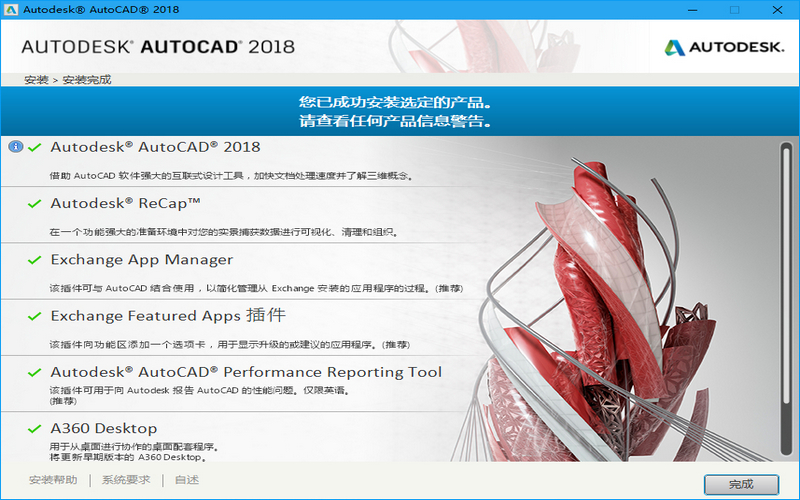 Autodesk® AutoCAD® 2018
AUTODESK® AUTOCAD® 2018
AUTODESK.
安装 > 安装完成
您已成功安装选定的产品。
请查看任何产品信息警告。
Autodesk® AutoCAD® 2018
借助 AutoCAD 软件强大的互联式设计工具，加快文档处理速度并了解三维概念。
Autodesk® ReCap™
在一个功能强大的准备环境中对您的实景捕获数据进行可视化、清理和组织。
Exchange App Manager
该插件可与 AutoCAD 结合使用，以简化管理从 Exchange 安装的应用程序的过程。(推荐)
Exchange Featured Apps 插件
该插件向功能区添加一个选项卡，用于显示升级的或建议的应用程序。(推荐)
Autodesk® AutoCAD® Performance Reporting Tool
该插件可用于向 Autodesk 报告 AutoCAD 的性能问题。仅限英语。
(推荐)
A360 Desktop
用于从桌面进行协作的桌面配套程序。
将更新早期版本的 A360 Desktop。
安装帮助 | 系统要求 | 自述
完成